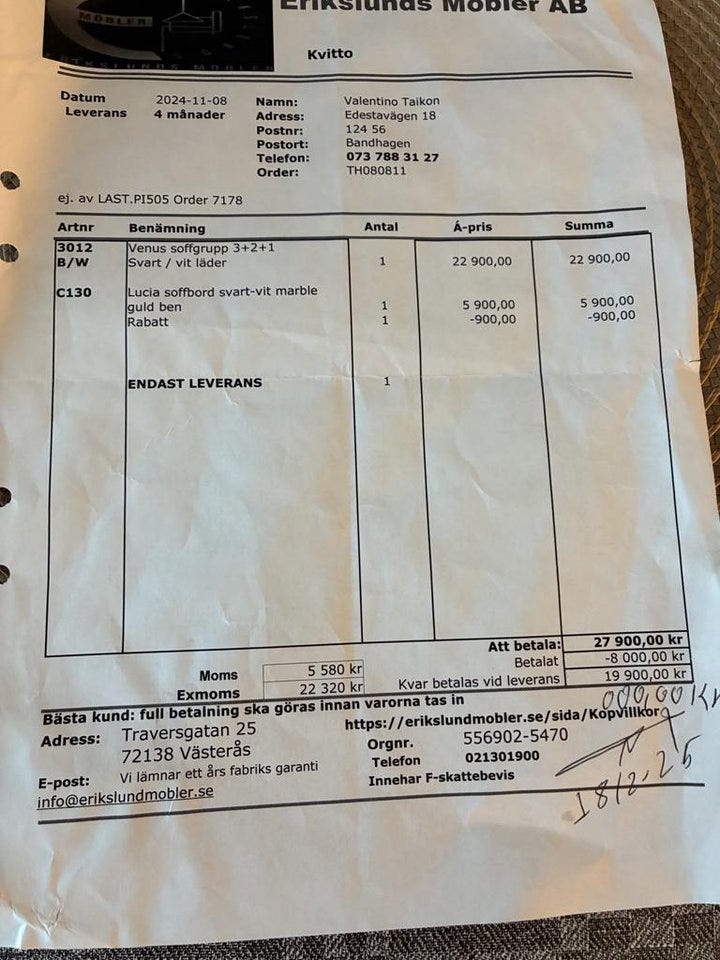 MÖBLER
ERIKSLUNDS MÖBLER
Erikslunds Möbler AB
Kvitto
Datum 2024-11-08
Leverans 4 månader
Namn: Valentino Taikon
Adress: Edestavägen 18
Postnr: 124 56
Postort: Bandhagen
Telefon: 073 788 31 27
Order: TH080811
ej. av LAST.PI505 Order 7178
Artnr Benämning Antal Á-pris Summa
3012 Venus soffgrupp 3+2+1
B/W Svart / vit läder 1 22 900,00 22 900,00
C130 Lucia soffbord svart-vit marble
guld ben 1 5 900,00 5 900,00
Rabatt 1 -900,00 -900,00
ENDAST LEVERANS 1
Att betala: 27 900,00 kr
Betalat -8 000,00 kr
Kvar betalas vid leverans 19 900,00 kr
Moms 5 580 kr
Exmoms 22 320 kr
000,00 Kr
Bästa kund: full betalning ska göras innan varorna tas in
Adress: Traversgatan 25
72138 Västerås
E-post: Vi lämnar ett års fabriks garanti
info@erikslundmobler.se
https://erikslundmobler.se/sida/Kopvillkor
Orgnr. 556902-5470
Telefon 021301900
Innehar F-skattebevis
18/2-25